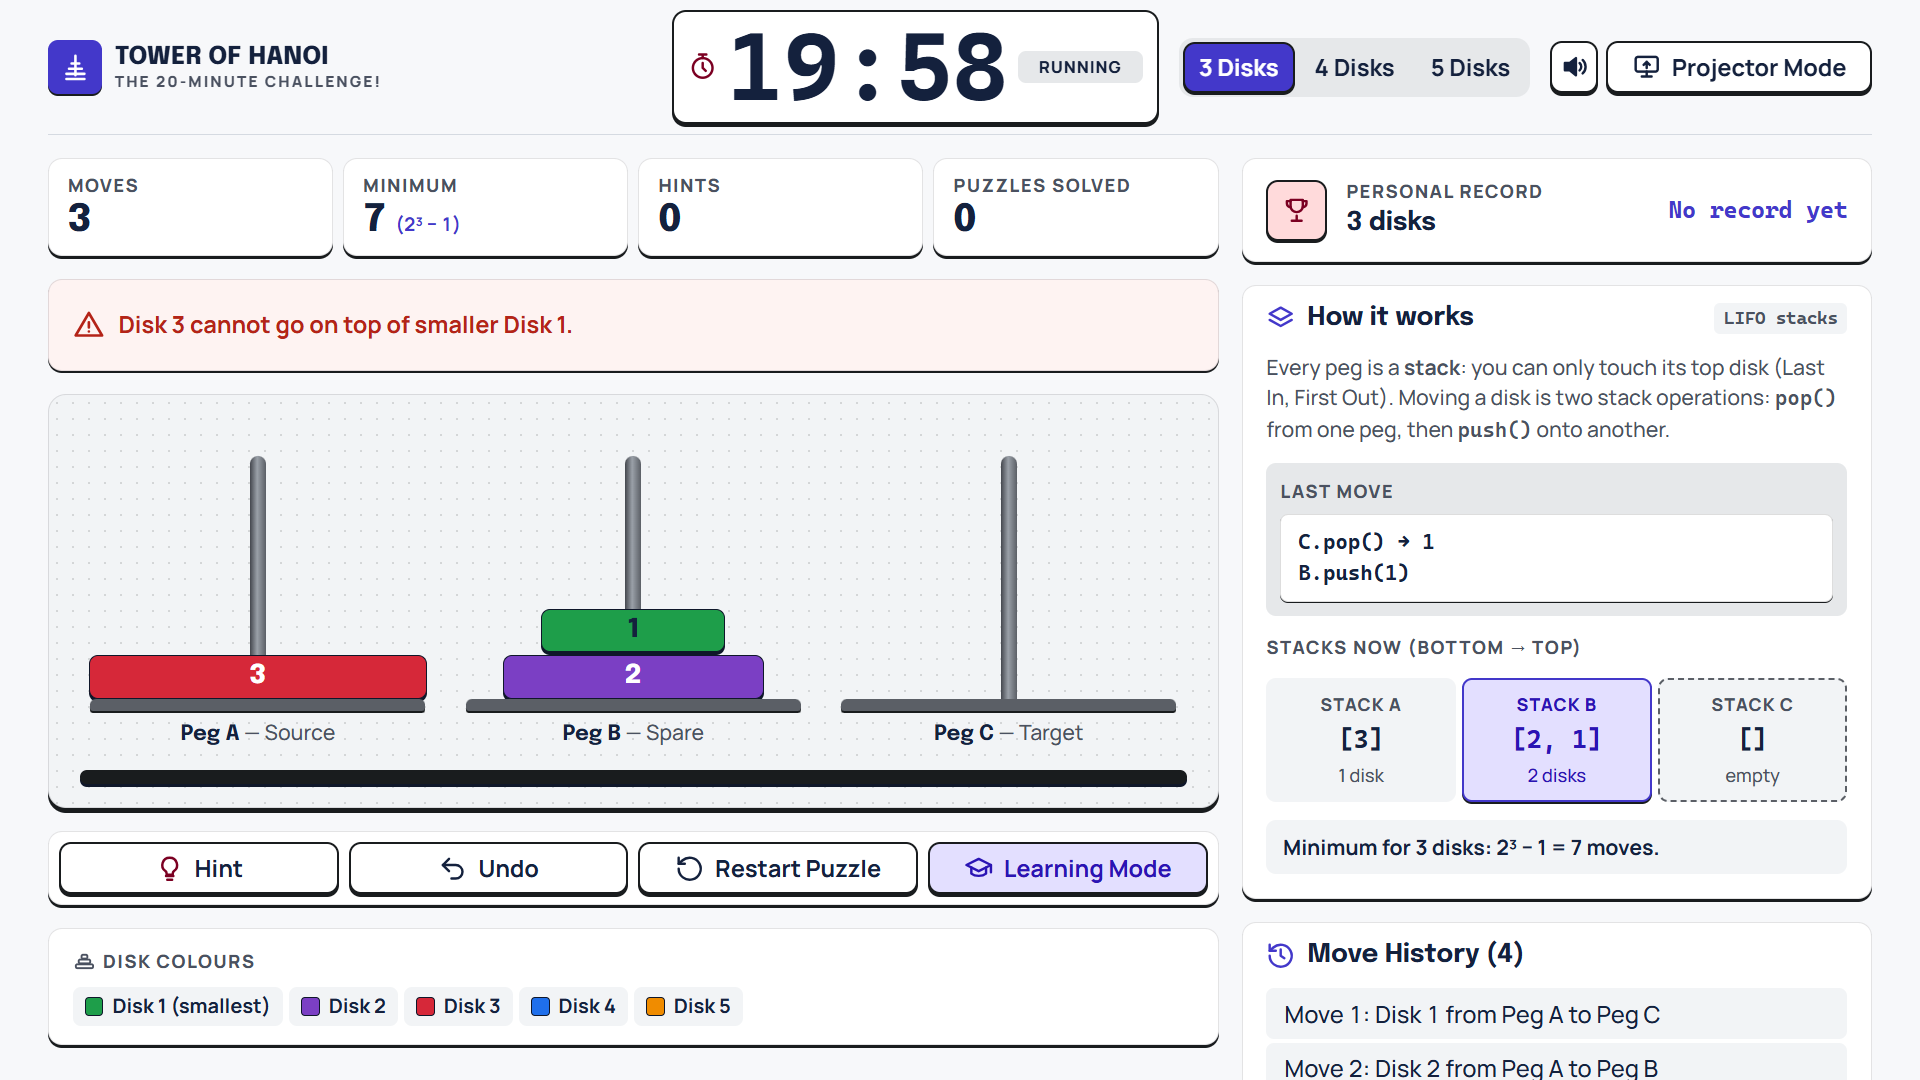 TOWER OF HANOI
THE 20-MINUTE CHALLENGE!
19:58
RUNNING
3 Disks
4 Disks
5 Disks
Projector Mode
MOVES
3
MINIMUM
7 (2³ − 1)
HINTS
0
PUZZLES SOLVED
0
Disk 3 cannot go on top of smaller Disk 1.
3
1
2
Peg A — Source
Peg B — Spare
Peg C — Target
Hint
Undo
Restart Puzzle
Learning Mode
DISK COLOURS
Disk 1 (smallest)
Disk 2
Disk 3
Disk 4
Disk 5
PERSONAL RECORD
3 disks
No record yet
How it works
LIFO stacks
Every peg is a stack: you can only touch its top disk (Last
In, First Out). Moving a disk is two stack operations: pop()
from one peg, then push() onto another.
LAST MOVE
C.pop() → 1
B.push(1)
STACKS NOW (BOTTOM → TOP)
STACK A
[3]
1 disk
STACK B
[2, 1]
2 disks
STACK C
[]
empty
Minimum for 3 disks: 2³ − 1 = 7 moves.
Move History (4)
Move 1: Disk 1 from Peg A to Peg C
Move 2: Disk 2 from Peg A to Peg B